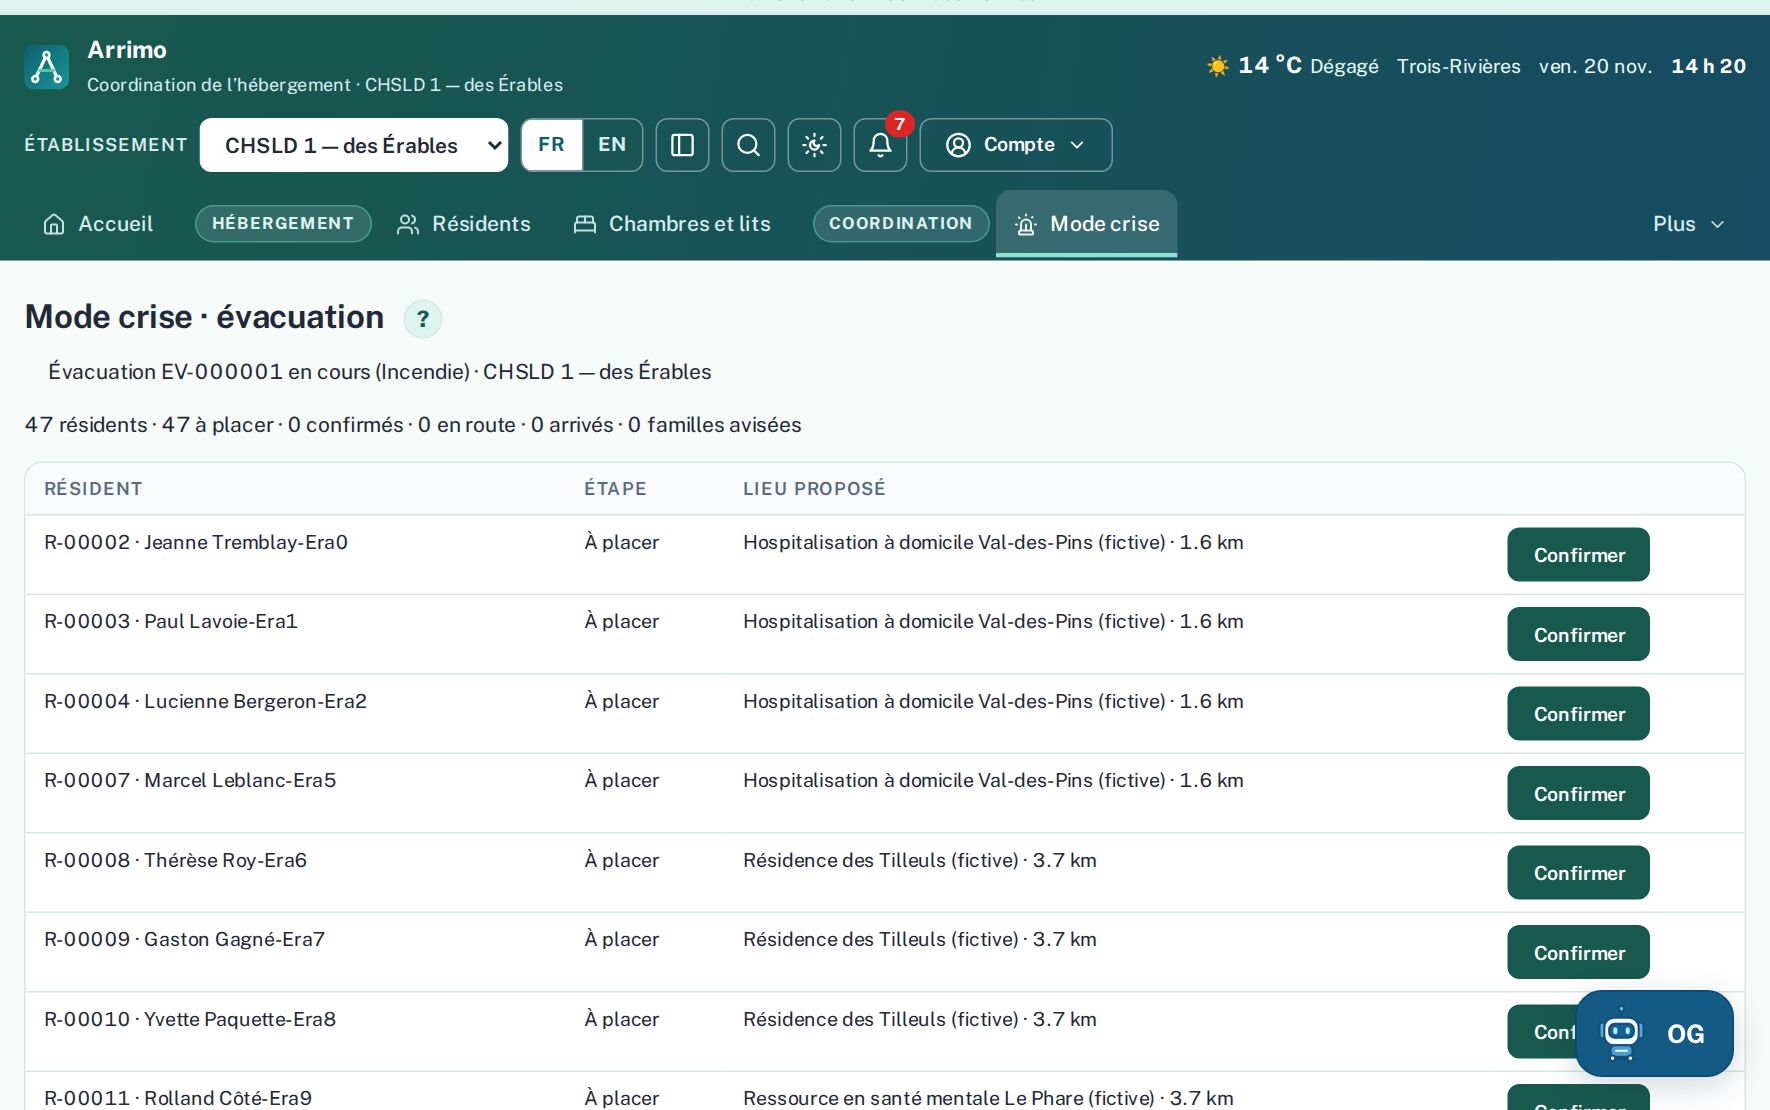 Arrimo
Coordination de l’hébergement · CHSLD 1 — des Érables
14 °C Dégagé Trois-Rivières ven. 20 nov. 14 h 20
ÉTABLISSEMENT CHSLD 1 — des Érables FR EN 7 Compte
Accueil HÉBERGEMENT Résidents Chambres et lits COORDINATION Mode crise Plus
Mode crise · évacuation ?
Évacuation EV-000001 en cours (Incendie) · CHSLD 1 — des Érables
47 résidents · 47 à placer · 0 confirmés · 0 en route · 0 arrivés · 0 familles avisées
RÉSIDENT ÉTAPE LIEU PROPOSÉ
R-00002 · Jeanne Tremblay-Era0 À placer Hospitalisation à domicile Val-des-Pins (fictive) · 1.6 km Confirmer
R-00003 · Paul Lavoie-Era1 À placer Hospitalisation à domicile Val-des-Pins (fictive) · 1.6 km Confirmer
R-00004 · Lucienne Bergeron-Era2 À placer Hospitalisation à domicile Val-des-Pins (fictive) · 1.6 km Confirmer
R-00007 · Marcel Leblanc-Era5 À placer Hospitalisation à domicile Val-des-Pins (fictive) · 1.6 km Confirmer
R-00008 · Thérèse Roy-Era6 À placer Résidence des Tilleuls (fictive) · 3.7 km Confirmer
R-00009 · Gaston Gagné-Era7 À placer Résidence des Tilleuls (fictive) · 3.7 km Confirmer
R-00010 · Yvette Paquette-Era8 À placer Résidence des Tilleuls (fictive) · 3.7 km Conf
OG
R-00011 · Rolland Côté-Era9 À placer Ressource en santé mentale Le Phare (fictive) · 3.7 km Confirmer